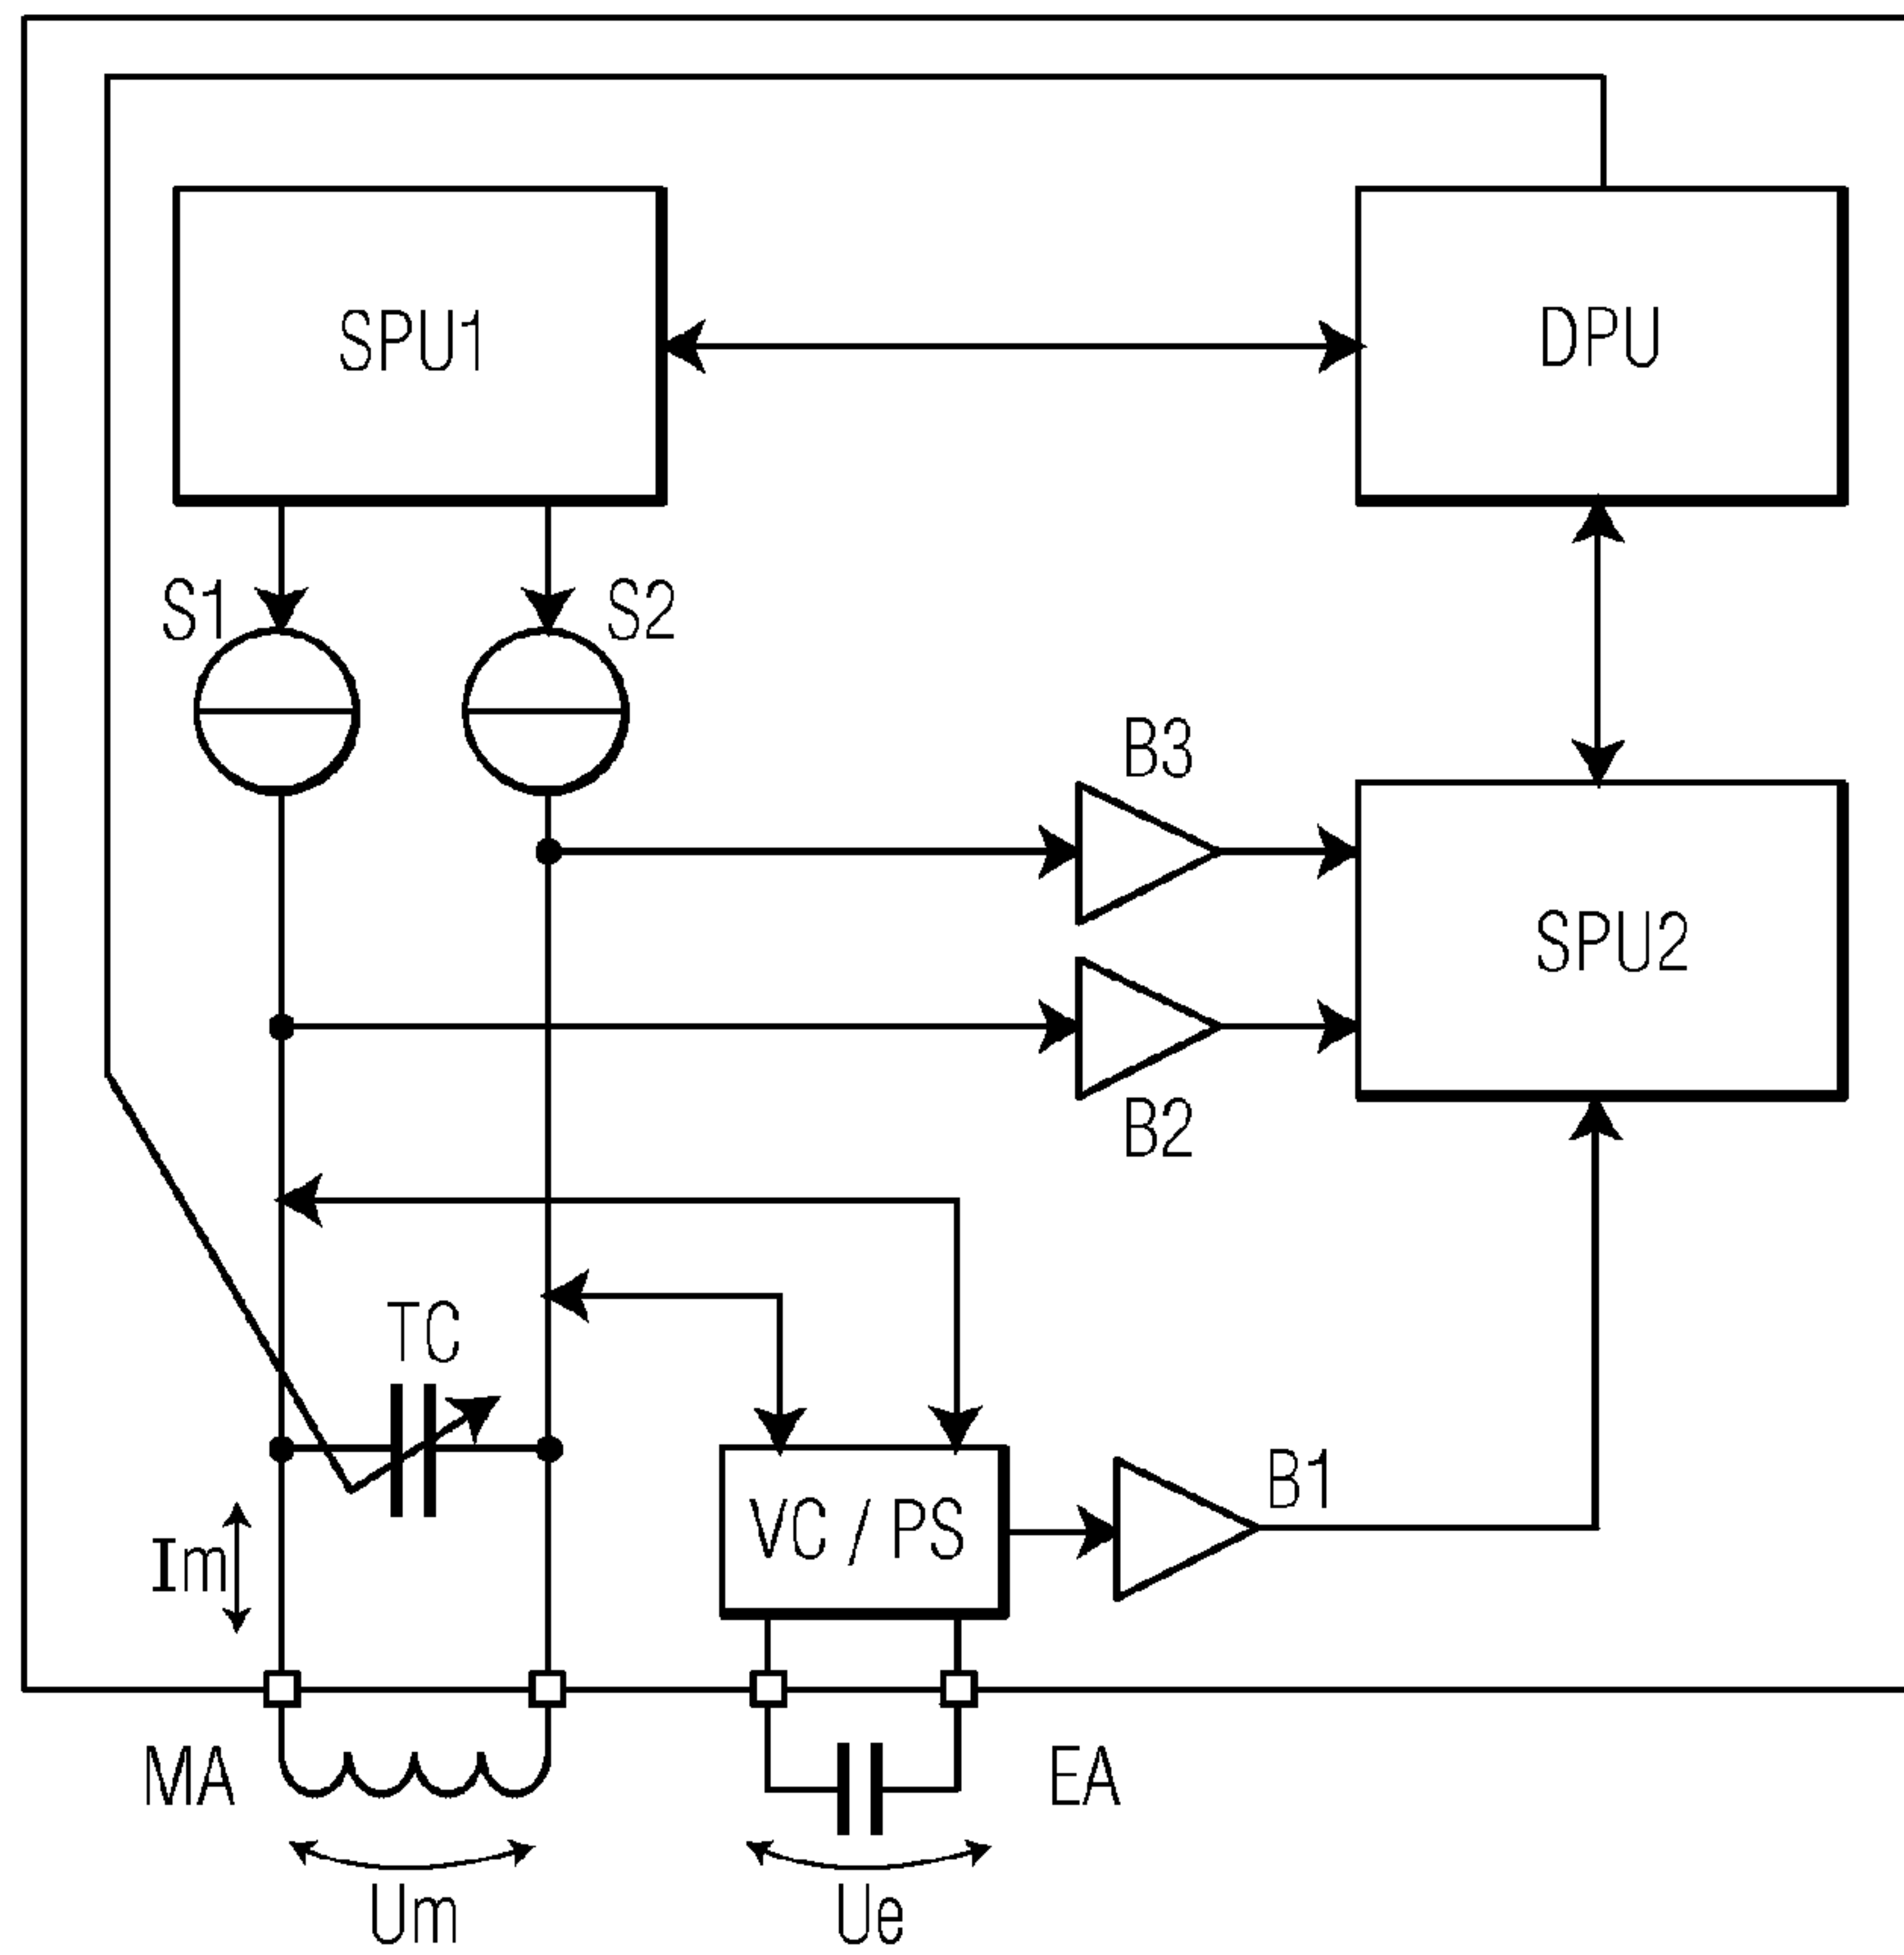 SPU1
DPU
S1
S2
B3
SPU2
B2
TC
VC / PS
B1
Im
MA
EA
Um
Ue